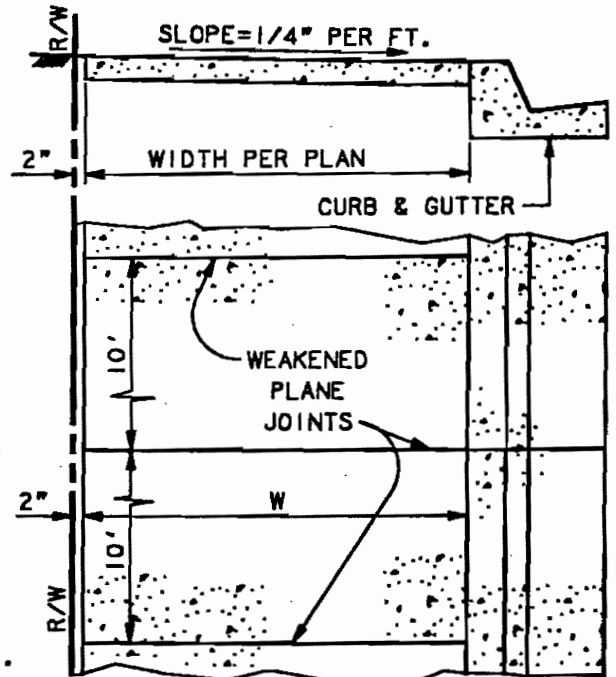 R/W
SLOPE=1/4" PER FT.
2"
WIDTH PER PLAN
CURB & GUTTER
10'
WEAKENED
PLANE
JOINTS
2"
W
10'
R/W